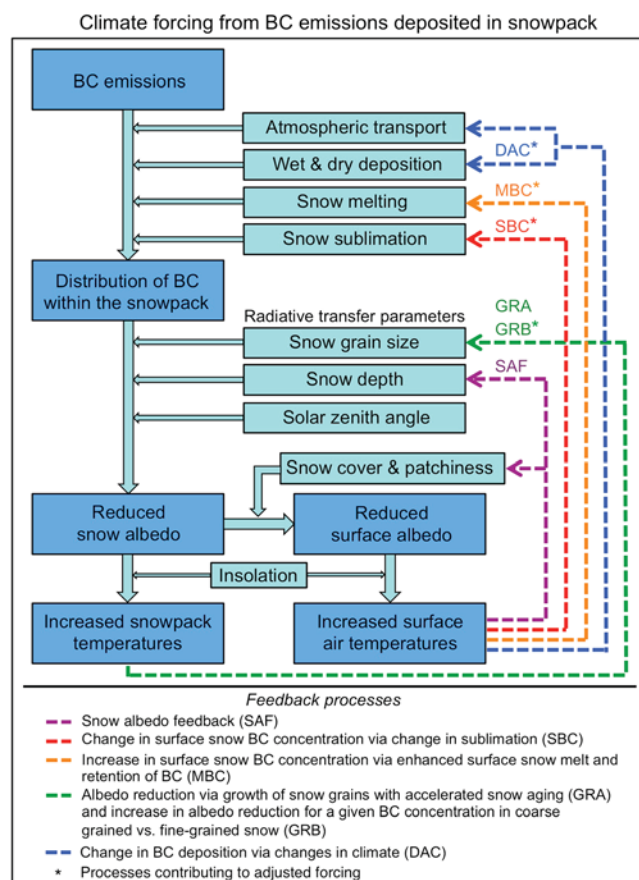 Climate forcing from BC emissions deposited in snowpack
BC emissions
Atmospheric transport
DAC*
Wet & dry deposition
MBC*
Snow melting
SBC*
Snow sublimation
Distribution of BC
within the snowpack
Radiative transfer parameters
GRA
Snow grain size
GRB*
Snow depth
SAF
Solar zenith angle
Snow cover & patchiness
Reduced
snow albedo
Reduced
surface albedo
Insolation
Increased snowpack
temperatures
Increased surface
air temperatures
Feedback processes
Snow albedo feedback (SAF)
Change in surface snow BC concentration via change in sublimation (SBC)
Increase in surface snow BC concentration via enhanced surface snow melt and
retention of BC (MBC)
Albedo reduction via growth of snow grains with accelerated snow aging (GRA)
and increase in albedo reduction for a given BC concentration in coarse
grained vs. fine-grained snow (GRB)
Change in BC deposition via changes in climate (DAC)
* Processes contributing to adjusted forcing